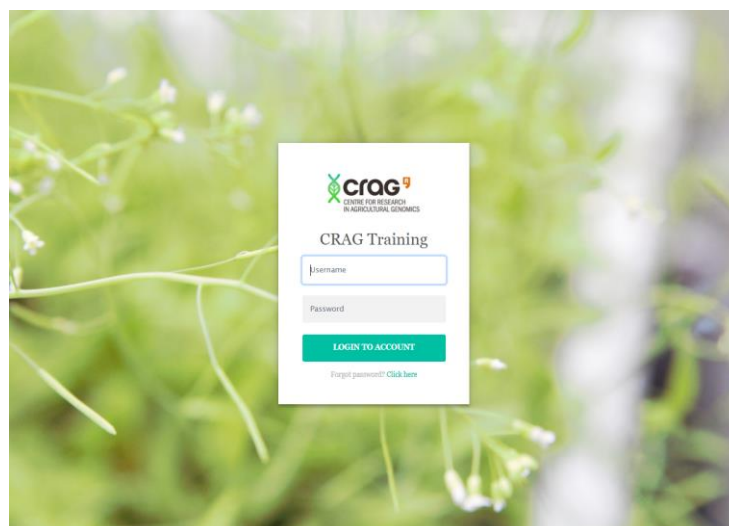 crag
CENTRE FOR RESEARCH
IN AGRICULTURAL GENOMICS
CRAG Training
Username
Password
LOGIN TO ACCOUNT
Forgot password? Click here